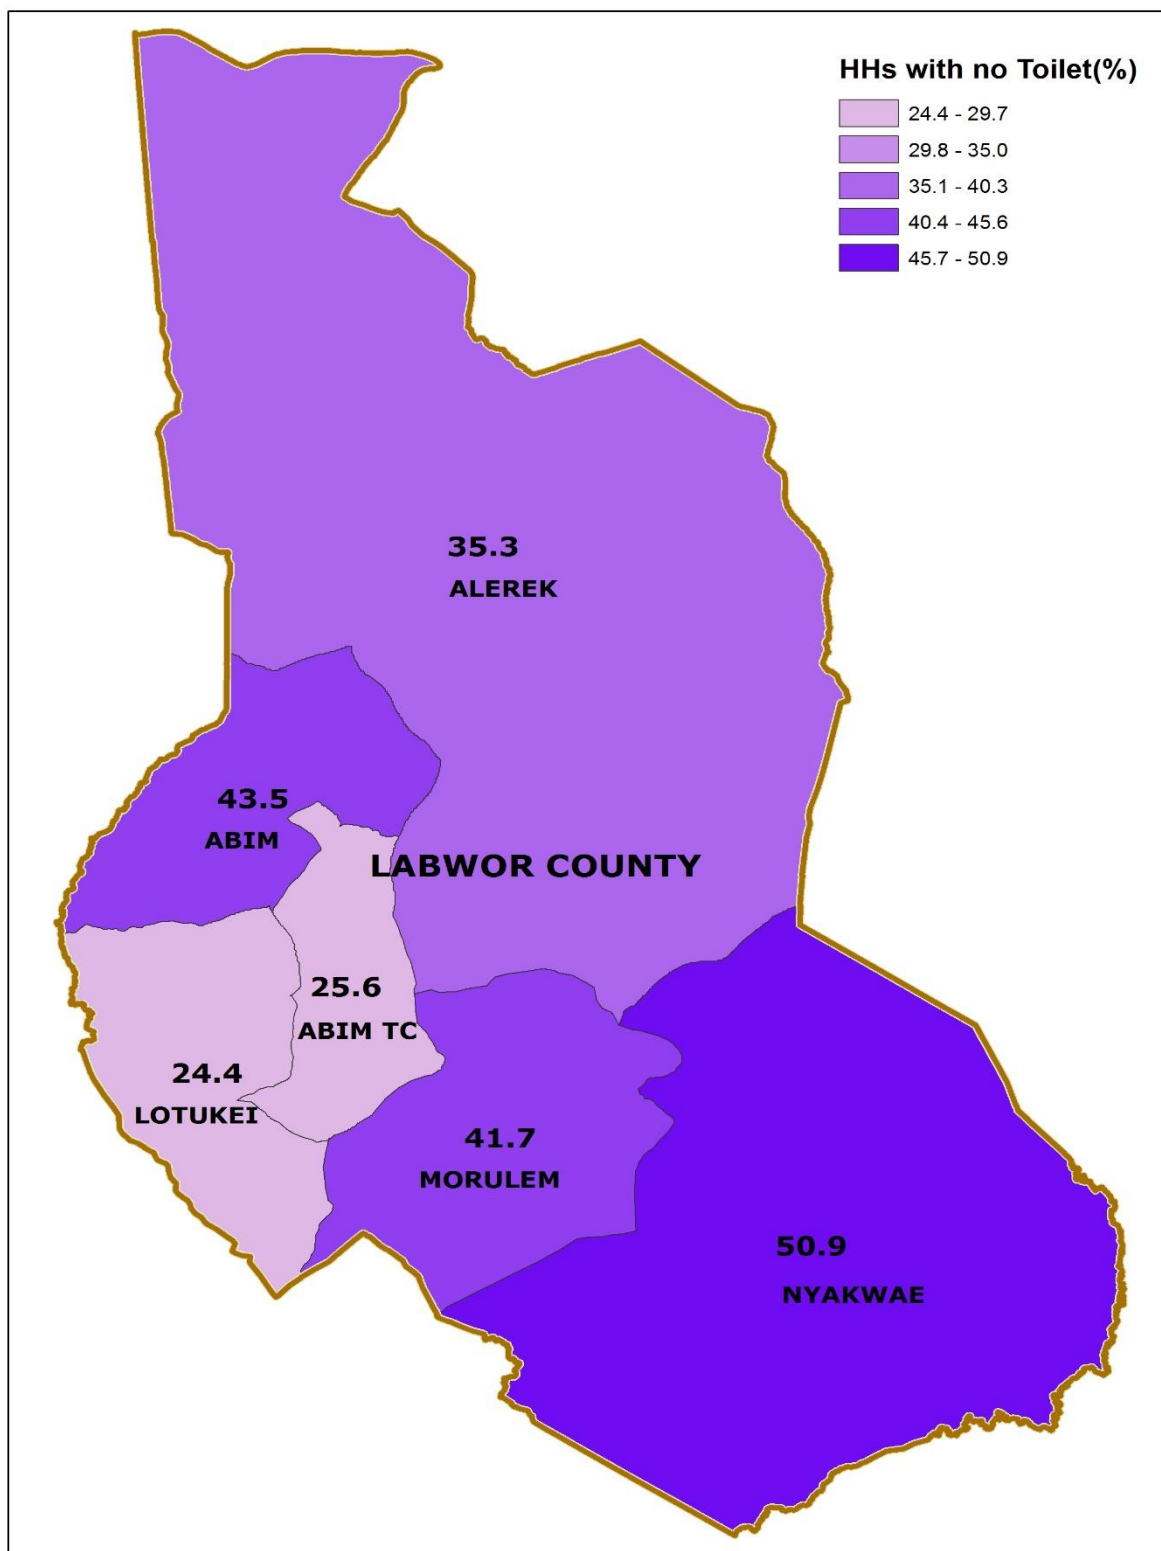 HHs with no Toilet(%)
24.4 - 29.7
29.8 - 35.0
35.1 - 40.3
40.4 - 45.6
45.7 - 50.9
35.3
ALEREK
43.5
ABIM
LABWOR COUNTY
25.6
ABIM TC
24.4
LOTUKEI
41.7
MORULEM
50.9
NYAKWAE